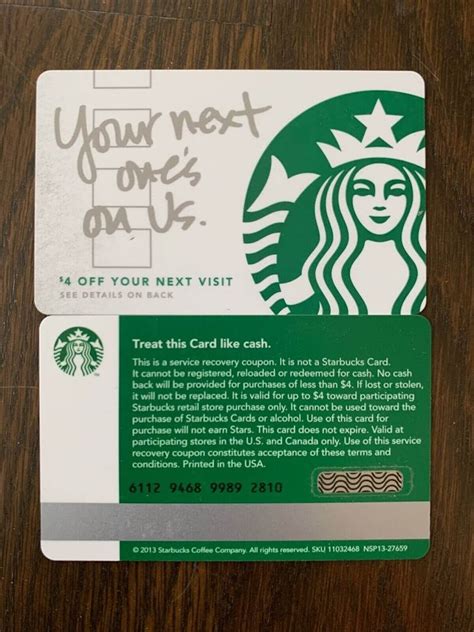 Your next
one's
on us.
$4 OFF YOUR NEXT VISIT
SEE DETAILS ON BACK
Treat this Card like cash.
This is a service recovery coupon. It is not a Starbucks Card.
It cannot be registered, reloaded or redeemed for cash. No cash
back will be provided for purchases of less than $4. If lost or stolen,
it will not be replaced. It is valid for up to $4 toward participating
Starbucks retail store purchase only. It cannot be used toward the
purchase of Starbucks Cards or alcohol. Use of this card for
purchase will not earn Stars. This card does not expire. Valid at
participating stores in the U.S. and Canada only. Use of this service
recovery coupon constitutes acceptance of these terms and
conditions. Printed in the USA.
6112 9468 9989 2810
© 2013 Starbucks Coffee Company. All rights reserved. SKU 11032468 NSP13-27659